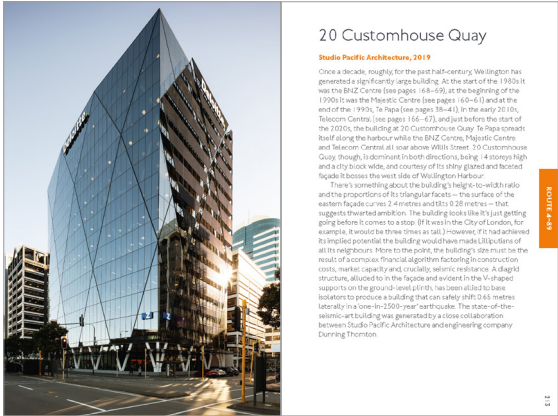 20 Customhouse Quay
Studio Pacific Architecture, 2019
Once a decade, roughly, for the past half-century, Wellington has
generated a significantly large building. At the start of the 1980s it
was the BNZ Centre (see pages 168–69); at the beginning of the
1990s it was the Majestic Centre (see pages 160–61) and at the
end of the 1990s, Te Papa (see pages 38–41); in the early 2010s,
Telecom Central (see pages 166–67); and just before the start of
the 2020s, the building at 20 Customhouse Quay. Te Papa spreads
itself along the harbour while the BNZ Centre, Majestic Centre
and Telecom Central all soar above Willis Street. 20 Customhouse
Quay, though, is dominant in both directions, being 14 storeys high
and a city block wide, and courtesy of its shiny glazed and faceted
façade it bosses the west side of Wellington Harbour.
There's something about the building's height-to-width ratio
and the proportions of its triangular facets — the surface of the
eastern façade curves 2.4 metres and tilts 0.28 metres — that
suggests thwarted ambition. The building looks like it's just getting
going before it comes to a stop. (If it was in the City of London, for
example, it would be three times as tall.) However, if it had achieved
its implied potential the building would have made Lilliputians of
all its neighbours. More to the point, the building's size must be the
result of a complex financial algorithm factoring in construction
costs, market capacity and, crucially, seismic resistance. A diagrid
structure, alluded to in the façade and evident in the V-shaped
supports on the ground-level plinth, has been allied to base
isolators to produce a building that can safely shift 0.65 metres
laterally in a 'one-in-2500-year' earthquake. The state-of-the-
seismic-art building was generated by a close collaboration
between Studio Pacific Architecture and engineering company
Dunning Thornton.
ROUTE 4–89
213